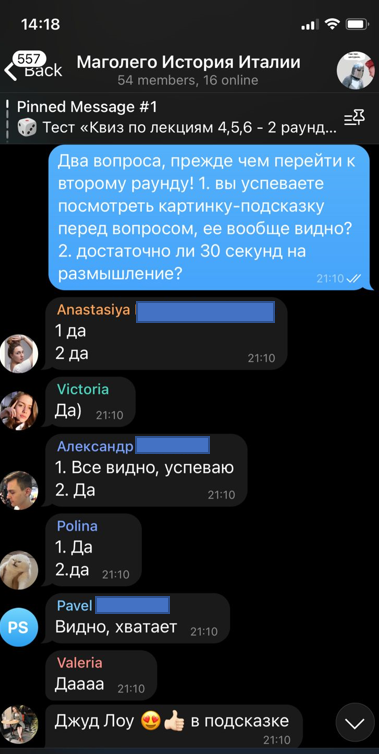 14:18
557
Back
Маголего История Италии
54 members, 16 online
Pinned Message #1
🎲 Тест «Квиз по лекциям 4,5,6 - 2 раунд...
Два вопроса, прежде чем перейти к
второму раунду! 1. вы успеваете
посмотреть картинку-подсказку
перед вопросом, ее вообще видно?
2. достаточно ли 30 секунд на
размышление?
21:10
Anastasiya
1 да
2 да
21:10
Victoria
Да)
21:10
Александр
1. Все видно, успеваю
2. Да
21:10
Polina
1. Да
2.да
21:10
PS
Pavel
Видно, хватает
21:10
Valeria
Даааа
21:10
Джуд Лоу 😍👍🏻 в подсказке
21:10